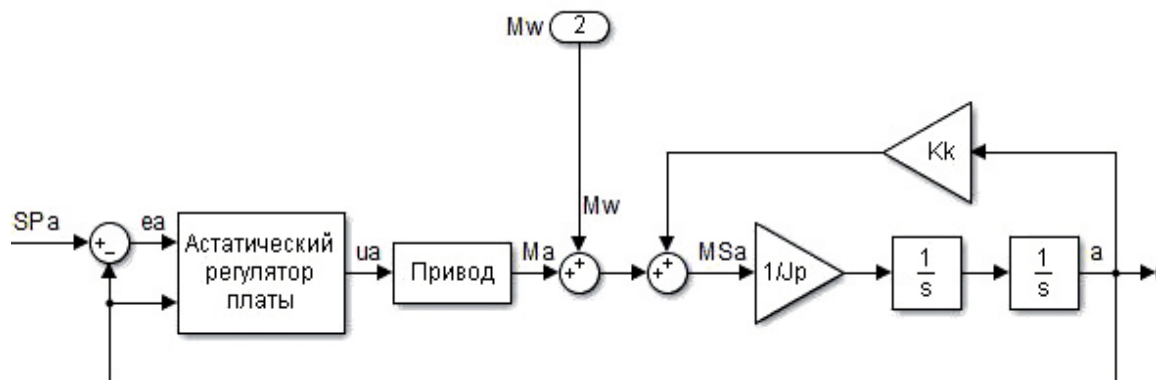 Mw
2
Kk
Mw
SPa
+
−
ea
Астатический
регулятор
платы
ua
Привод
Ma
+
+
+
+
MSa
1/Jp
1
s
1
s
a